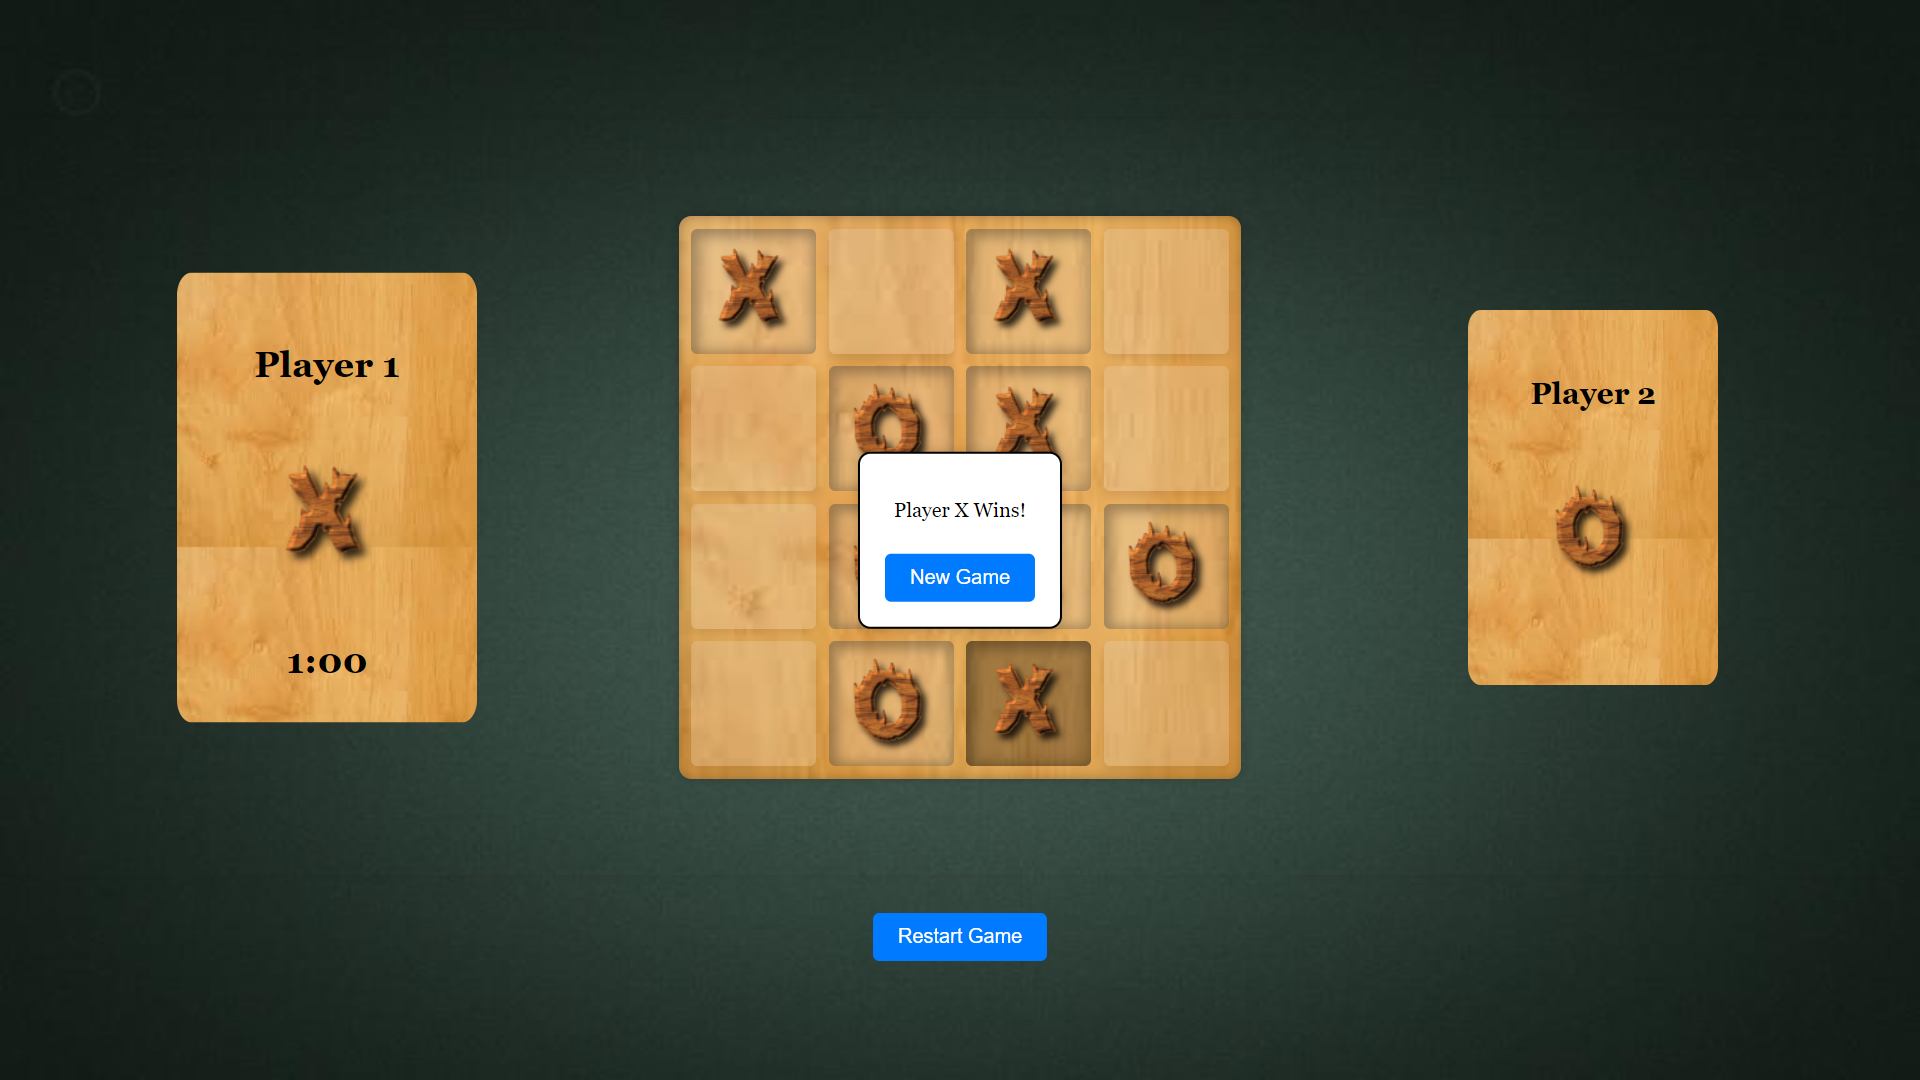 Player 1
X
1:00
X X
O X
O
O X
Player X Wins!
New Game
Player 2
O
Restart Game